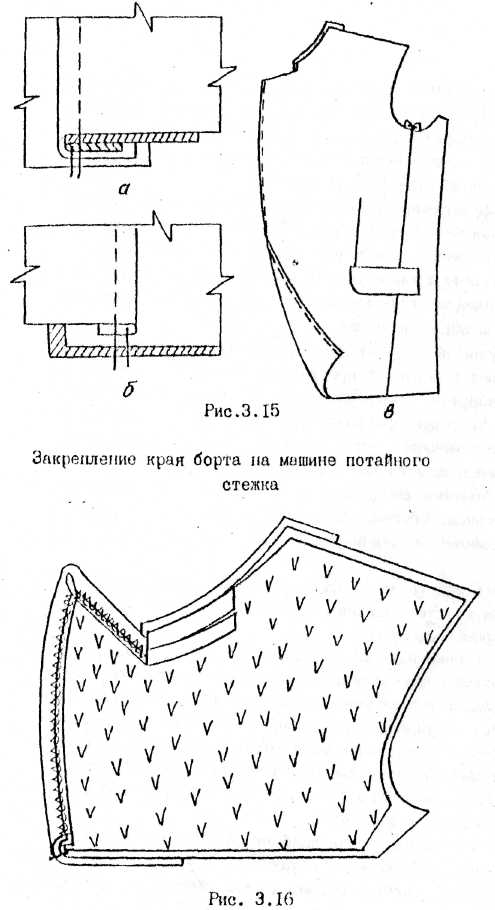 а
б
Рис.3.15
в
Закрепление края борта на машине потайного
стежка
Рис. 3.16